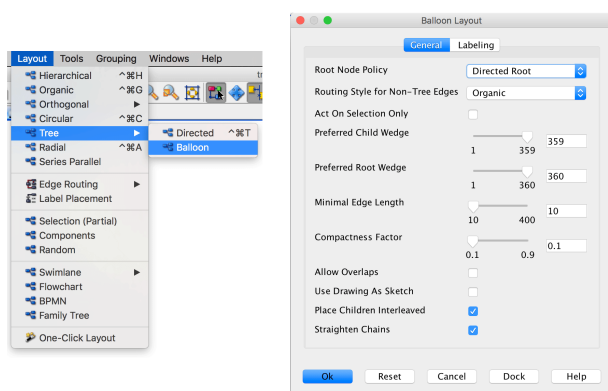 Layout Tools Grouping Windows Help
Hierarchical ^⌘H
Organic ^⌘G
Orthogonal
Circular ^⌘C
Tree
Radial ^⌘A
Series Parallel
Edge Routing
Label Placement
Selection (Partial)
Components
Random
Swimlane
Flowchart
BPMN
Family Tree
One-Click Layout
tr
Directed ^⌘T
Balloon
Balloon Layout
General Labeling
Root Node Policy Directed Root
Routing Style for Non-Tree Edges Organic
Act On Selection Only
Preferred Child Wedge 359
1 359
Preferred Root Wedge 360
1 360
Minimal Edge Length 10
10 400
Compactness Factor 0.1
0.1 0.9
Allow Overlaps
Use Drawing As Sketch
Place Children Interleaved
Straighten Chains
Ok Reset Cancel Dock Help